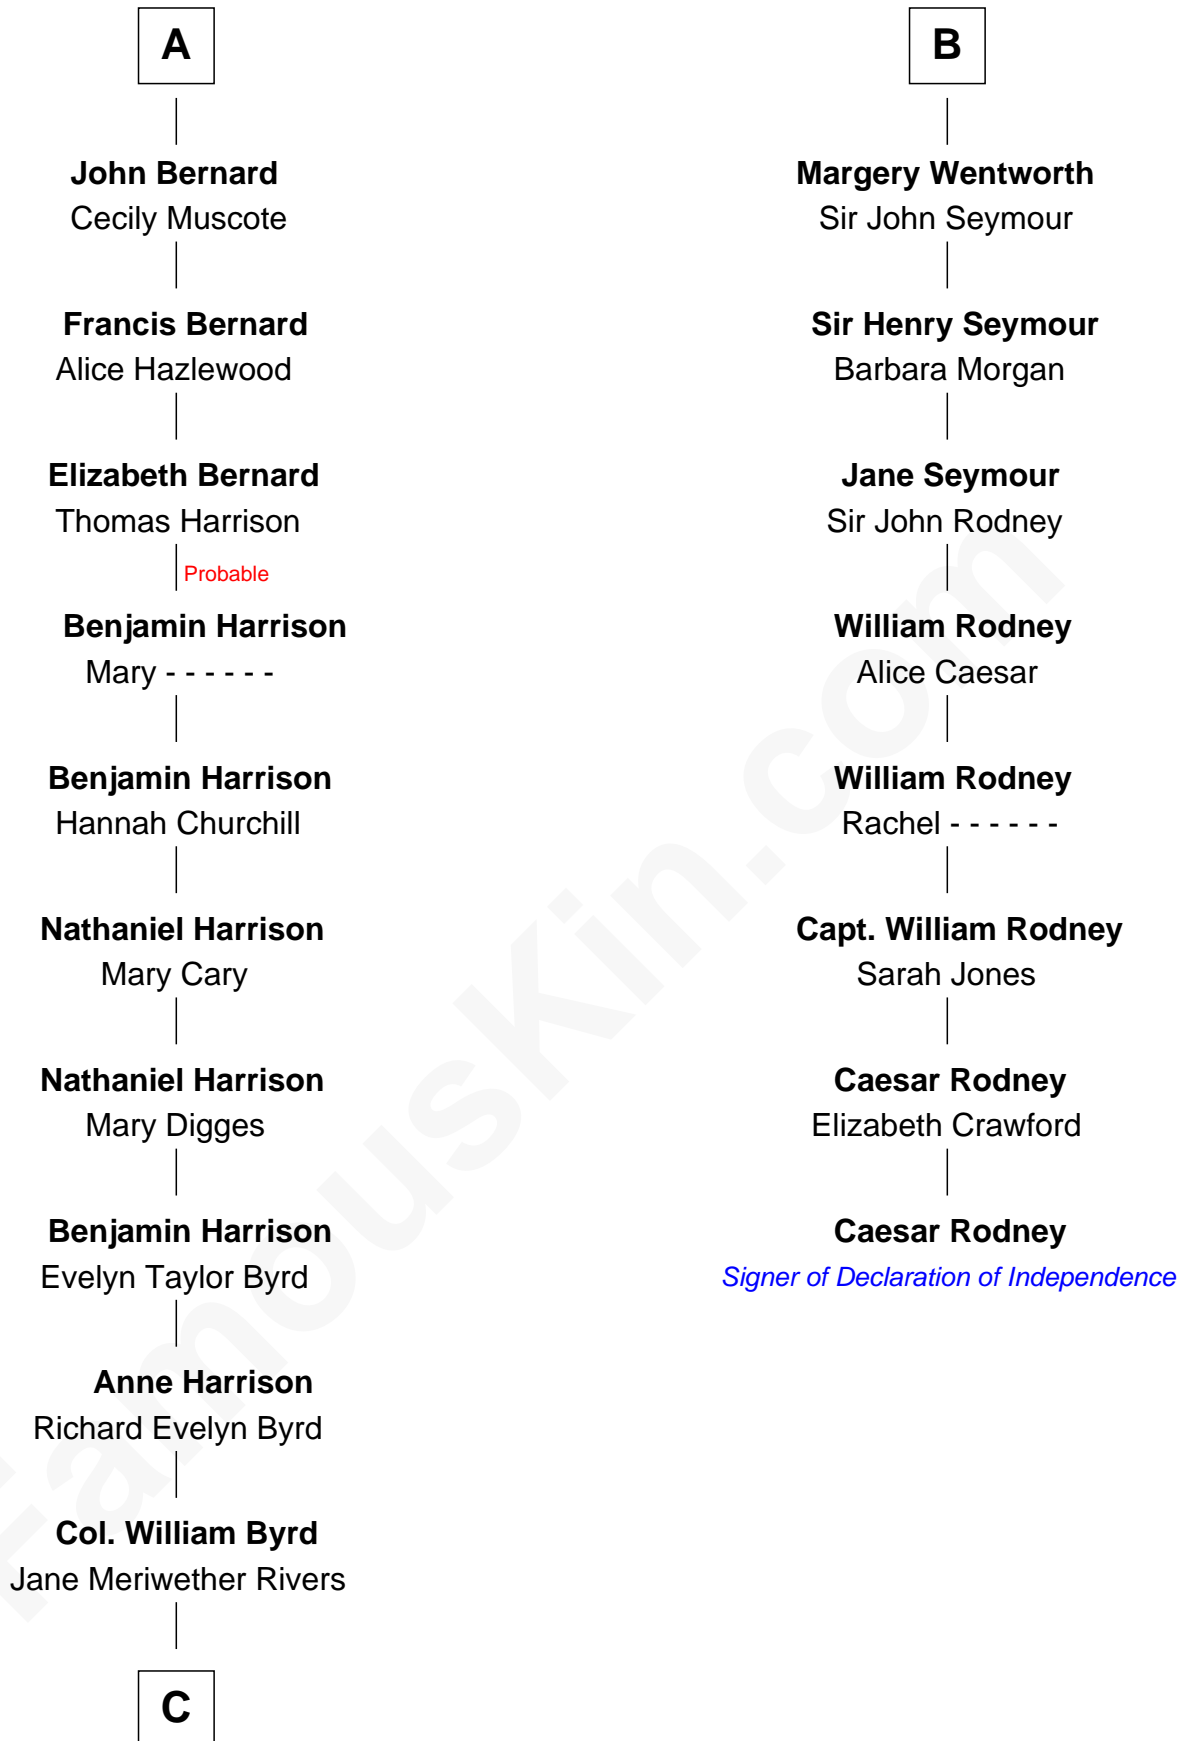 A
John Bernard
Cecily Muscote
Francis Bernard
Alice Hazlewood
Elizabeth Bernard
Thomas Harrison
Probable
Benjamin Harrison
Mary - - - - - -
Benjamin Harrison
Hannah Churchill
Nathaniel Harrison
Mary Cary
Nathaniel Harrison
Mary Digges
Benjamin Harrison
Evelyn Taylor Byrd
Anne Harrison
Richard Evelyn Byrd
Col. William Byrd
Jane Meriwether Rivers
C
B
Margery Wentworth
Sir John Seymour
Sir Henry Seymour
Barbara Morgan
Jane Seymour
Sir John Rodney
William Rodney
Alice Caesar
William Rodney
Rachel - - - - - -
Capt. William Rodney
Sarah Jones
Caesar Rodney
Elizabeth Crawford
Caesar Rodney
Signer of Declaration of Independence
FamousKin.com